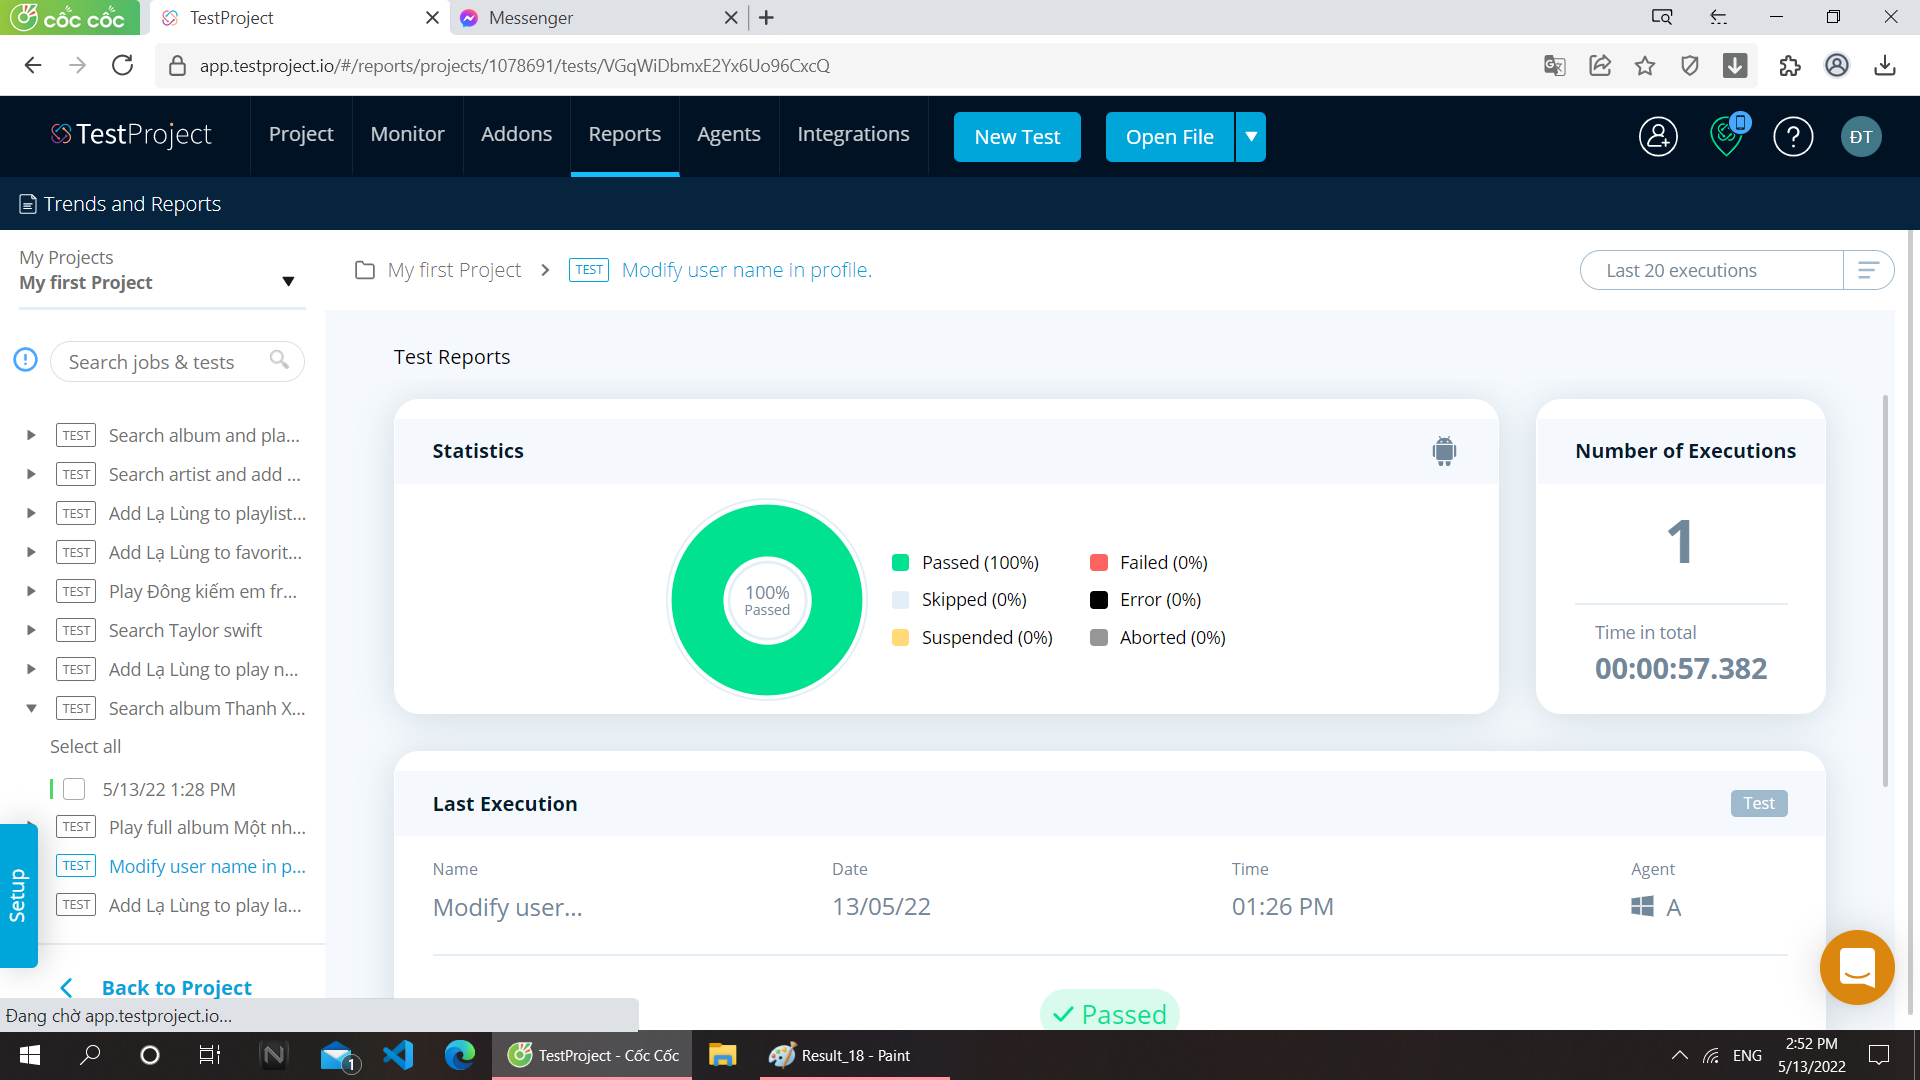 cốc cốc
TestProject
Messenger
app.testproject.io/#/reports/projects/1078691/tests/VGqWiDbmxE2Yx6Uo96CxcQ
TestProject
Project
Monitor
Addons
Reports
Agents
Integrations
New Test
Open File
ĐT
Trends and Reports
My Projects
My first Project
My first Project
TEST
Modify user name in profile.
Last 20 executions
Search jobs & tests
TEST Search album and pla...
TEST Search artist and add ...
TEST Add Lạ Lùng to playlist...
TEST Add Lạ Lùng to favorit...
TEST Play Đông kiếm em fr...
TEST Search Taylor swift
TEST Add Lạ Lùng to play n...
TEST Search album Thanh X...
Select all
5/13/22 1:28 PM
TEST Play full album Một nh...
TEST Modify user name in p...
TEST Add Lạ Lùng to play la...
Setup
Back to Project
Test Reports
Statistics
100%
Passed
Passed (100%)
Failed (0%)
Skipped (0%)
Error (0%)
Suspended (0%)
Aborted (0%)
Number of Executions
1
Time in total
00:00:57.382
Last Execution
Test
Name
Date
Time
Agent
Modify user...
13/05/22
01:26 PM
A
Passed
Đang chờ app.testproject.io...
N
1
TestProject - Cốc Cốc
Result_18 - Paint
ENG
2:52 PM
5/13/2022